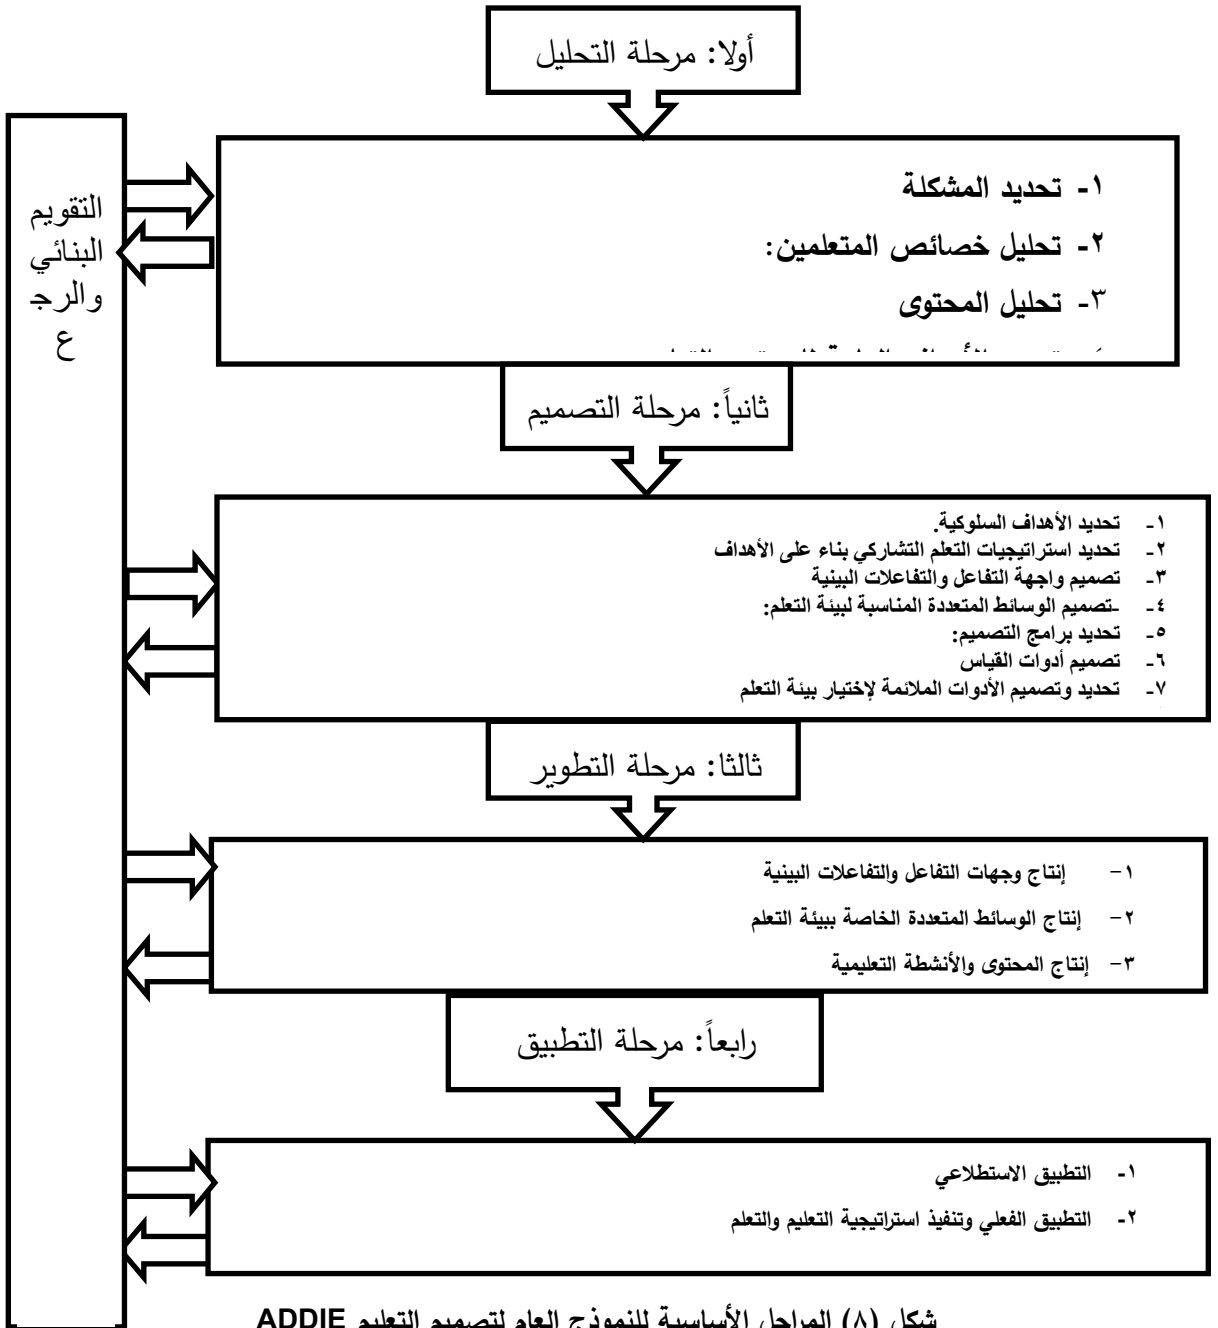 أولا: مرحلة التحليل
١- تحديد المشكلة
٢- تحليل خصائص المتعلمين:
٣- تحليل المحتوى
التقويم
البنائي
والرج
ع
ثانياً: مرحلة التصميم
١- تحديد الأهداف السلوكية.
٢- تحديد استراتيجيات التعلم التشاركي بناء على الأهداف
٣- تصميم واجهة التفاعل والتفاعلات البينية
٤- -تصميم الوسائط المتعددة المناسبة لبيئة التعلم:
٥- تحديد برامج التصميم:
٦- تصميم أدوات القياس
٧- تحديد وتصميم الأدوات الملائمة لإختيار بيئة التعلم
ثالثا: مرحلة التطوير
١- إنتاج وجهات التفاعل والتفاعلات البينية
٢- إنتاج الوسائط المتعددة الخاصة ببيئة التعلم
٣- إنتاج المحتوى والأنشطة التعليمية
رابعاً: مرحلة التطبيق
١- التطبيق الاستطلاعي
٢- التطبيق الفعلي وتنفيذ استراتيجية التعليم والتعلم
شكل (٨) المراحل الأساسية للنموذج العام لتصميم التعليم ADDIE